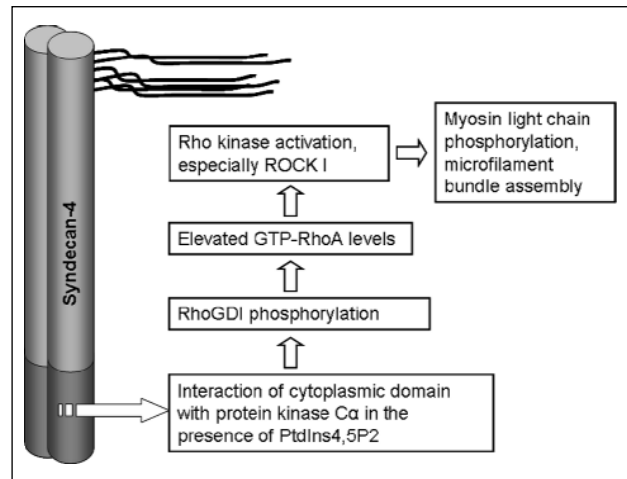 Syndecan-4
Rho kinase activation,
especially ROCK I
Myosin light chain
phosphorylation,
microfilament
bundle assembly
Elevated GTP-RhoA levels
RhoGDI phosphorylation
Interaction of cytoplasmic domain
with protein kinase Cα in the
presence of PtdIns4,5P2